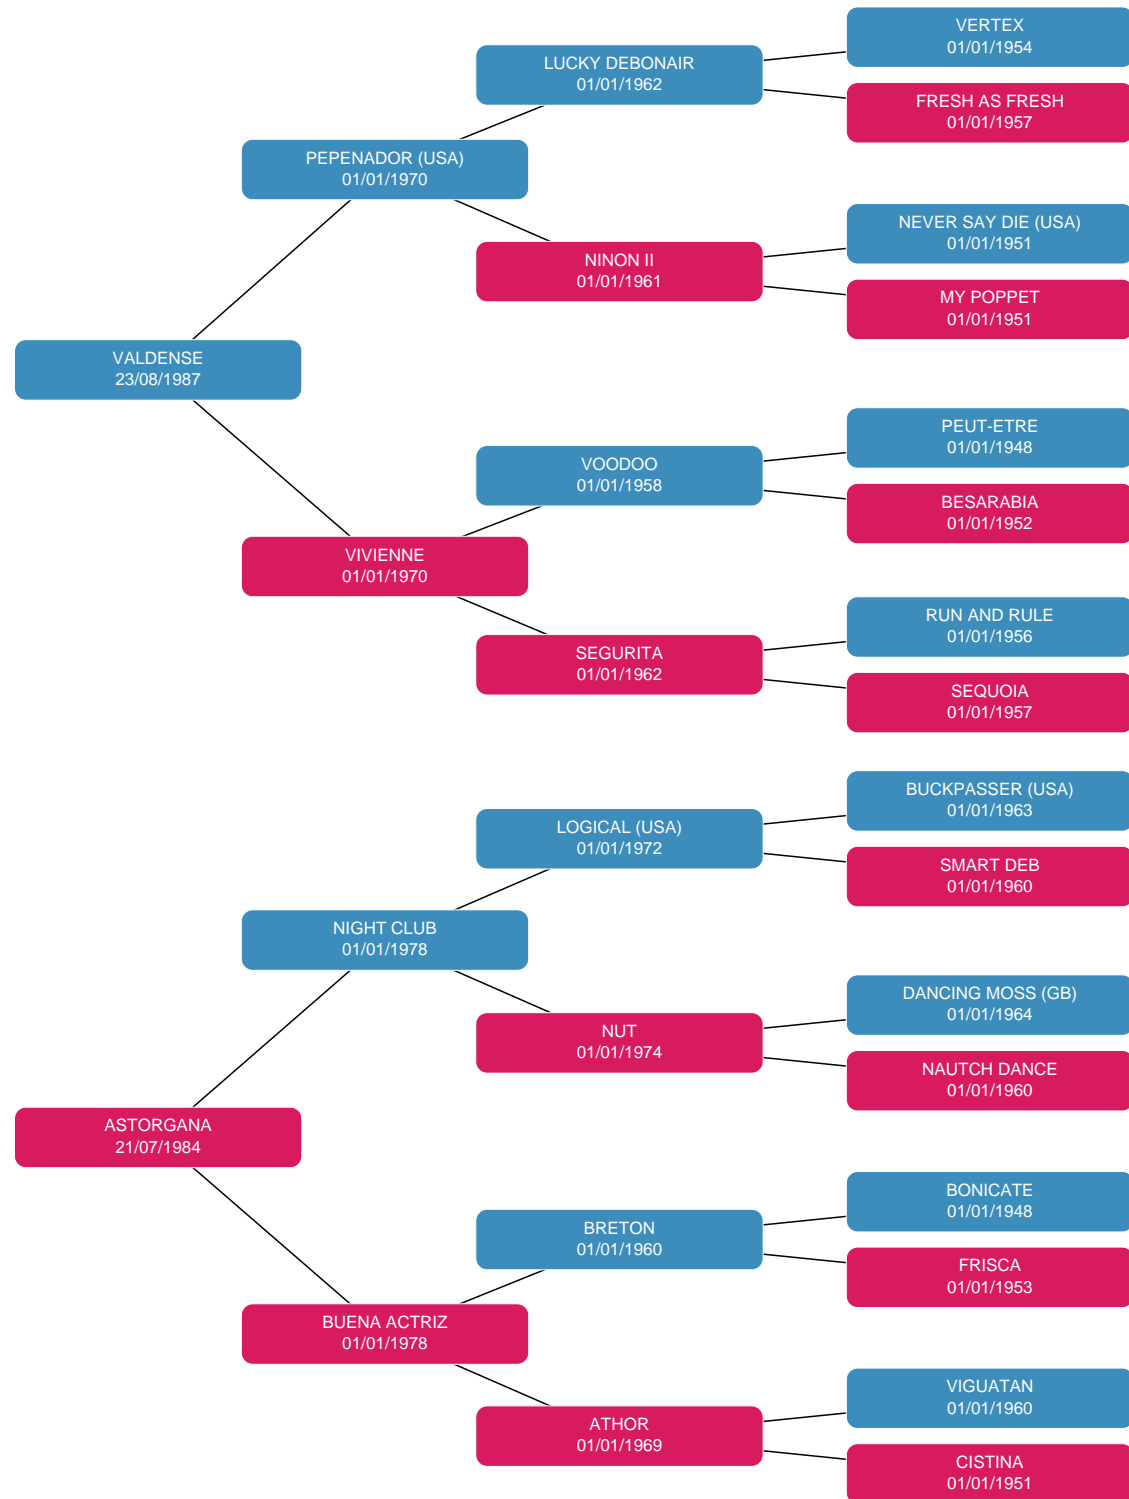 VERTEX
01/01/1954
LUCKY DEBONAIR
01/01/1962
FRESH AS FRESH
01/01/1957
PEPENADOR (USA)
01/01/1970
NEVER SAY DIE (USA)
01/01/1951
NINON II
01/01/1961
MY POPPET
01/01/1951
VALDENSE
23/08/1987
PEUT-ETRE
01/01/1948
VOODOO
01/01/1958
BESARABIA
01/01/1952
VIVIENNE
01/01/1970
RUN AND RULE
01/01/1956
SEGURITA
01/01/1962
SEQUOIA
01/01/1957
BUCKPASSER (USA)
01/01/1963
LOGICAL (USA)
01/01/1972
SMART DEB
01/01/1960
NIGHT CLUB
01/01/1978
DANCING MOSS (GB)
01/01/1964
NUT
01/01/1974
NAUTCH DANCE
01/01/1960
ASTORGANA
21/07/1984
BONICATE
01/01/1948
BRETON
01/01/1960
FRISCA
01/01/1953
BUENA ACTRIZ
01/01/1978
VIGUATAN
01/01/1960
ATHOR
01/01/1969
CISTINA
01/01/1951